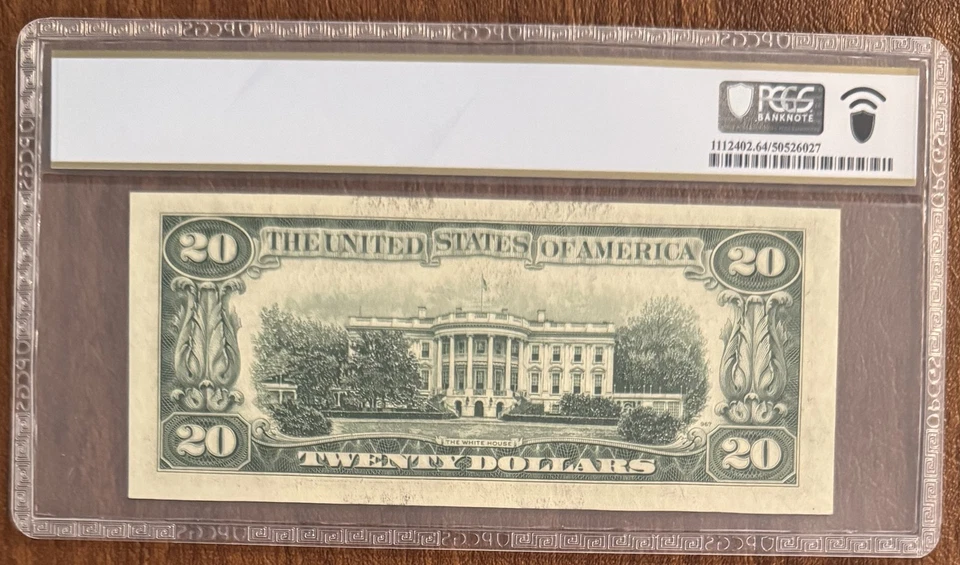 PCGS
BANKNOTE
1112402.64/50526027
20 THE UNITED STATES OF AMERICA 20
THE WHITE HOUSE
20 TWENTY DOLLARS 20